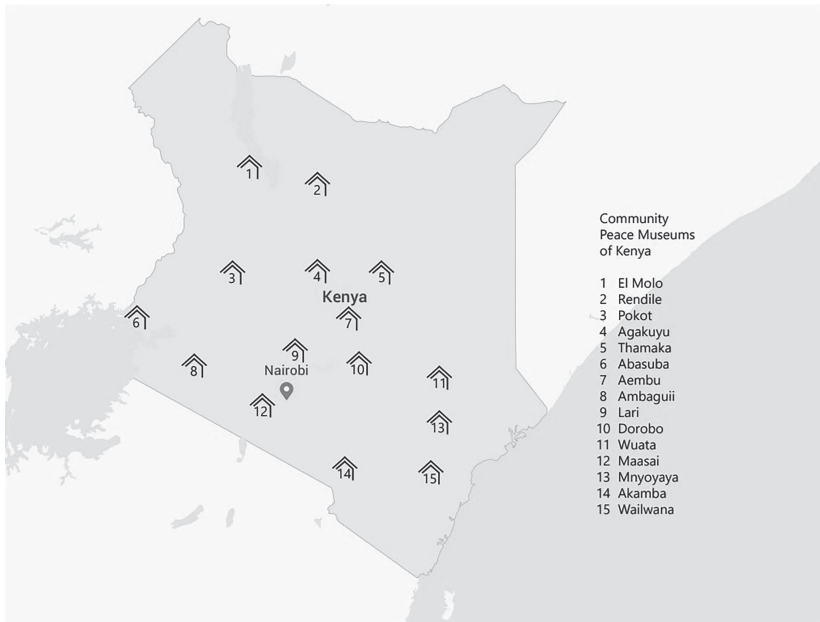 1
2
3
4
5
Kenya
6
7
8
9
10
Nairobi
11
12
13
14
15
Community
Peace Museums
of Kenya
1 El Molo
2 Rendile
3 Pokot
4 Agakuyu
5 Thamaka
6 Abasuba
7 Aembu
8 Ambaguii
9 Lari
10 Dorobo
11 Wuata
12 Maasai
13 Mnyoyaya
14 Akamba
15 Wailwana